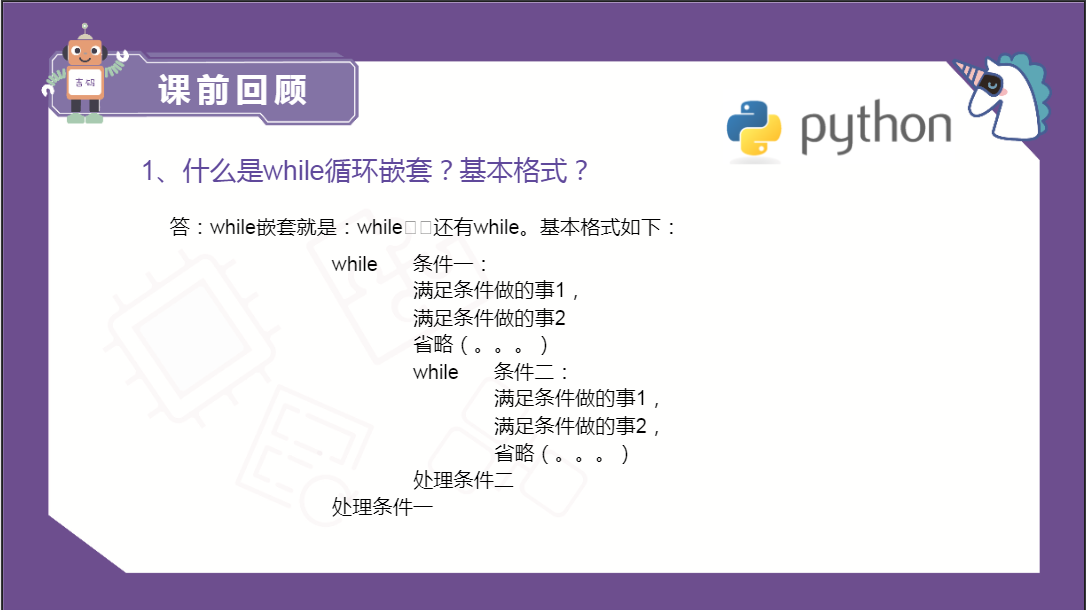 课前回顾
python
1、什么是while循环嵌套？基本格式？
答：while嵌套就是：while□□还有while。基本格式如下：
while 条件一：
满足条件做的事1，
满足条件做的事2
省略（。。。）
while 条件二：
满足条件做的事1，
满足条件做的事2，
省略（。。。）
处理条件二
处理条件一